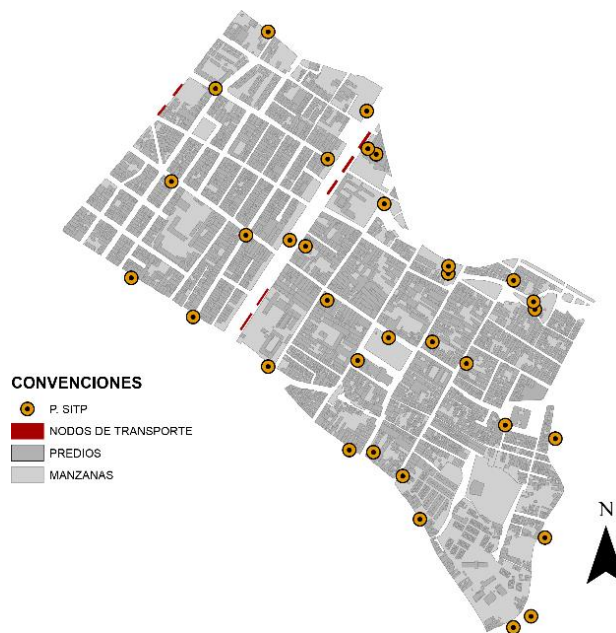 CONVENCIONES
P. SITP
NODOS DE TRANSPORTE
PREDIOS
MANZANAS
N